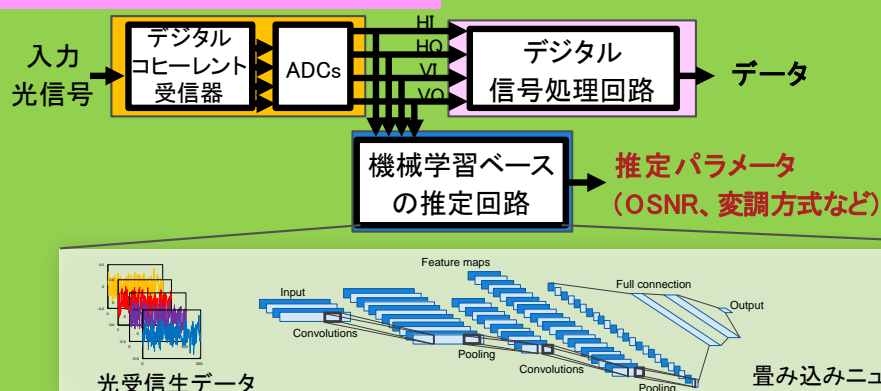 入力
光信号
デジタル
コヒーレント
受信器
ADCs
HI
HQ
VI
VQ
デジタル
信号処理回路
データ
機械学習ベース
の推定回路
推定パラメータ
（OSNR、変調方式など）
Feature maps
Input
Convolutions
Pooling
Convolutions
Pooling
Full connection
Output
光受信生データ
畳み込みニュ